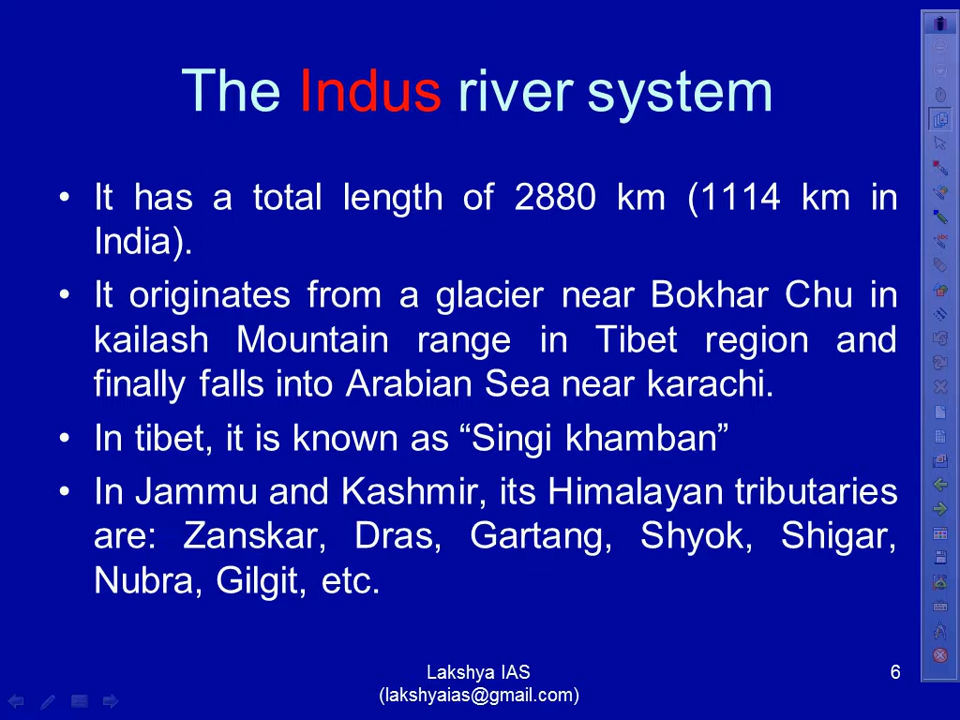 The Indus river system
• It has a total length of 2880 km (1114 km in
India).
• It originates from a glacier near Bokhar Chu in
kailash Mountain range in Tibet region and
finally falls into Arabian Sea near karachi.
• In tibet, it is known as “Singi khamban”
• In Jammu and Kashmir, its Himalayan tributaries
are: Zanskar, Dras, Gartang, Shyok, Shigar,
Nubra, Gilgit, etc.
Lakshya IAS
(lakshyaias@gmail.com)
6